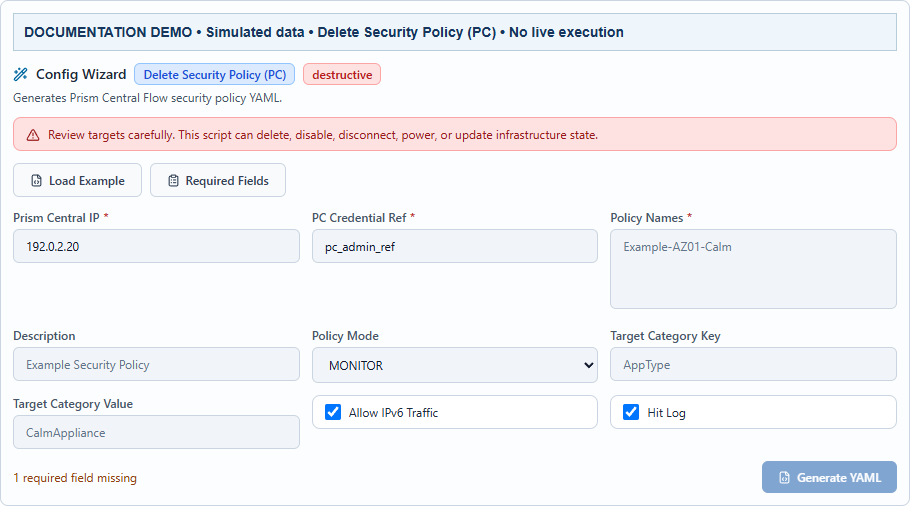 DOCUMENTATION DEMO • Simulated data • Delete Security Policy (PC) • No live execution
Config Wizard Delete Security Policy (PC) destructive
Generates Prism Central Flow security policy YAML.
Review targets carefully. This script can delete, disable, disconnect, power, or update infrastructure state.
Load Example Required Fields
Prism Central IP * PC Credential Ref * Policy Names *
192.0.2.20 pc_admin_ref Example-AZ01-Calm
Description Policy Mode Target Category Key
Example Security Policy MONITOR AppType
Target Category Value
Allow IPv6 Traffic Hit Log
CalmAppliance
1 required field missing Generate YAML